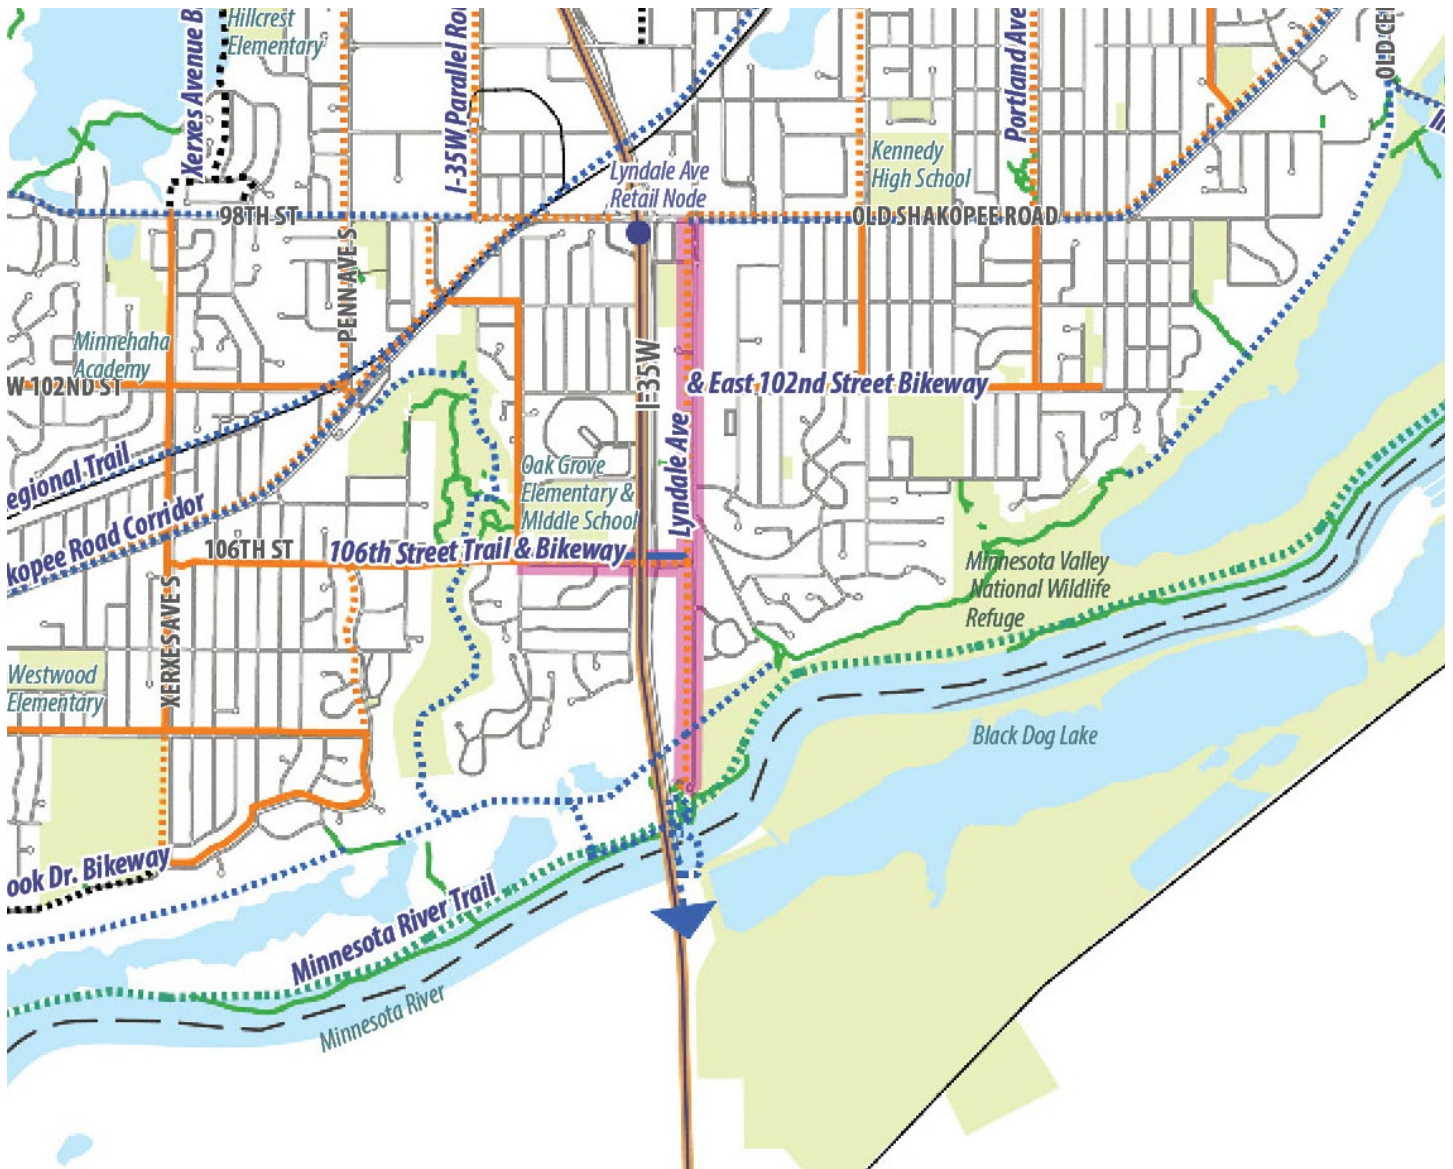 Hillcrest
Elementary
Xerxes Avenue B
I-35W Parallel Rou
Portland Ave
OLD CE
Lyndale Ave
Retail Node
Kennedy
High School
98TH ST
OLD SHAKOPEE ROAD
PENN AVE S
Minnehaha
Academy
W 102ND ST
I-35W
& East 102nd Street Bikeway
Lyndale Ave
egional Trail
Oak Grove
Elementary &
MIddle School
kopee Road Corridor
106TH ST
106th Street Trail & Bikeway
Minnesota Valley
National Wildlife
Refuge
XERXES AVE S
Westwood
Elementary
Black Dog Lake
ook Dr. Bikeway
Minnesota River Trail
Minnesota River